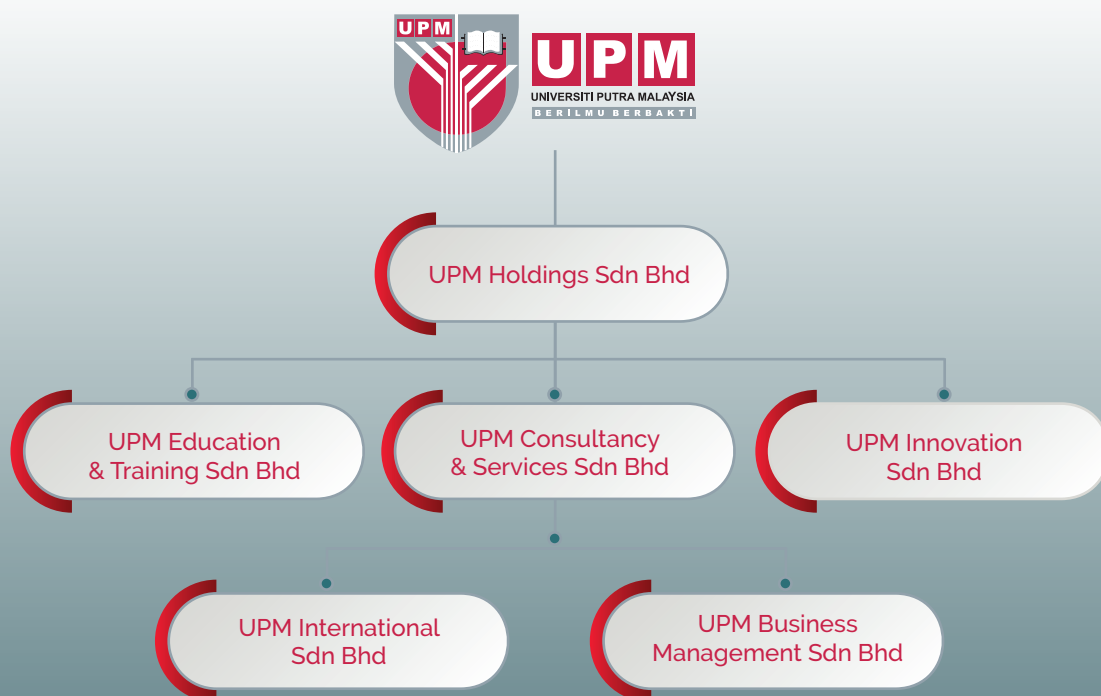 UPM
UPM
UNIVERSITI PUTRA MALAYSIA
BERILMU BERBAKTI
UPM Holdings Sdn Bhd
UPM Education
& Training Sdn Bhd
UPM Consultancy
& Services Sdn Bhd
UPM Innovation
Sdn Bhd
UPM International
Sdn Bhd
UPM Business
Management Sdn Bhd